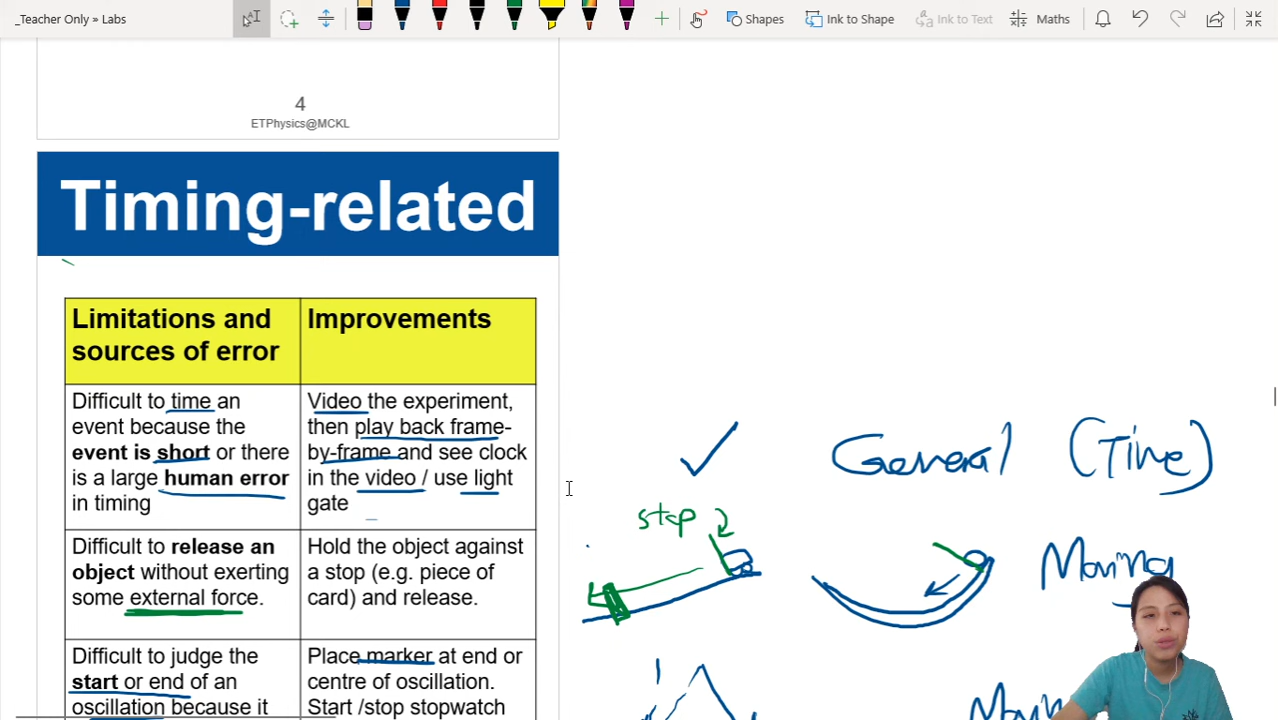 _Teacher Only » Labs
Shapes
Ink to Shape
Ink to Text
Maths
4
ETPhysics@MCKL
Timing-related
Limitations and
sources of error
Improvements
Difficult to time an
event because the
event is short or there
is a large human error
in timing
Video the experiment,
then play back frame-
by-frame and see clock
in the video / use light
gate
Difficult to release an
object without exerting
some external force.
Hold the object against
a stop (e.g. piece of
card) and release.
Difficult to judge the
start or end of an
oscillation because it
Place marker at end or
centre of oscillation.
Start /stop stopwatch
General (Time)
stop
Moving